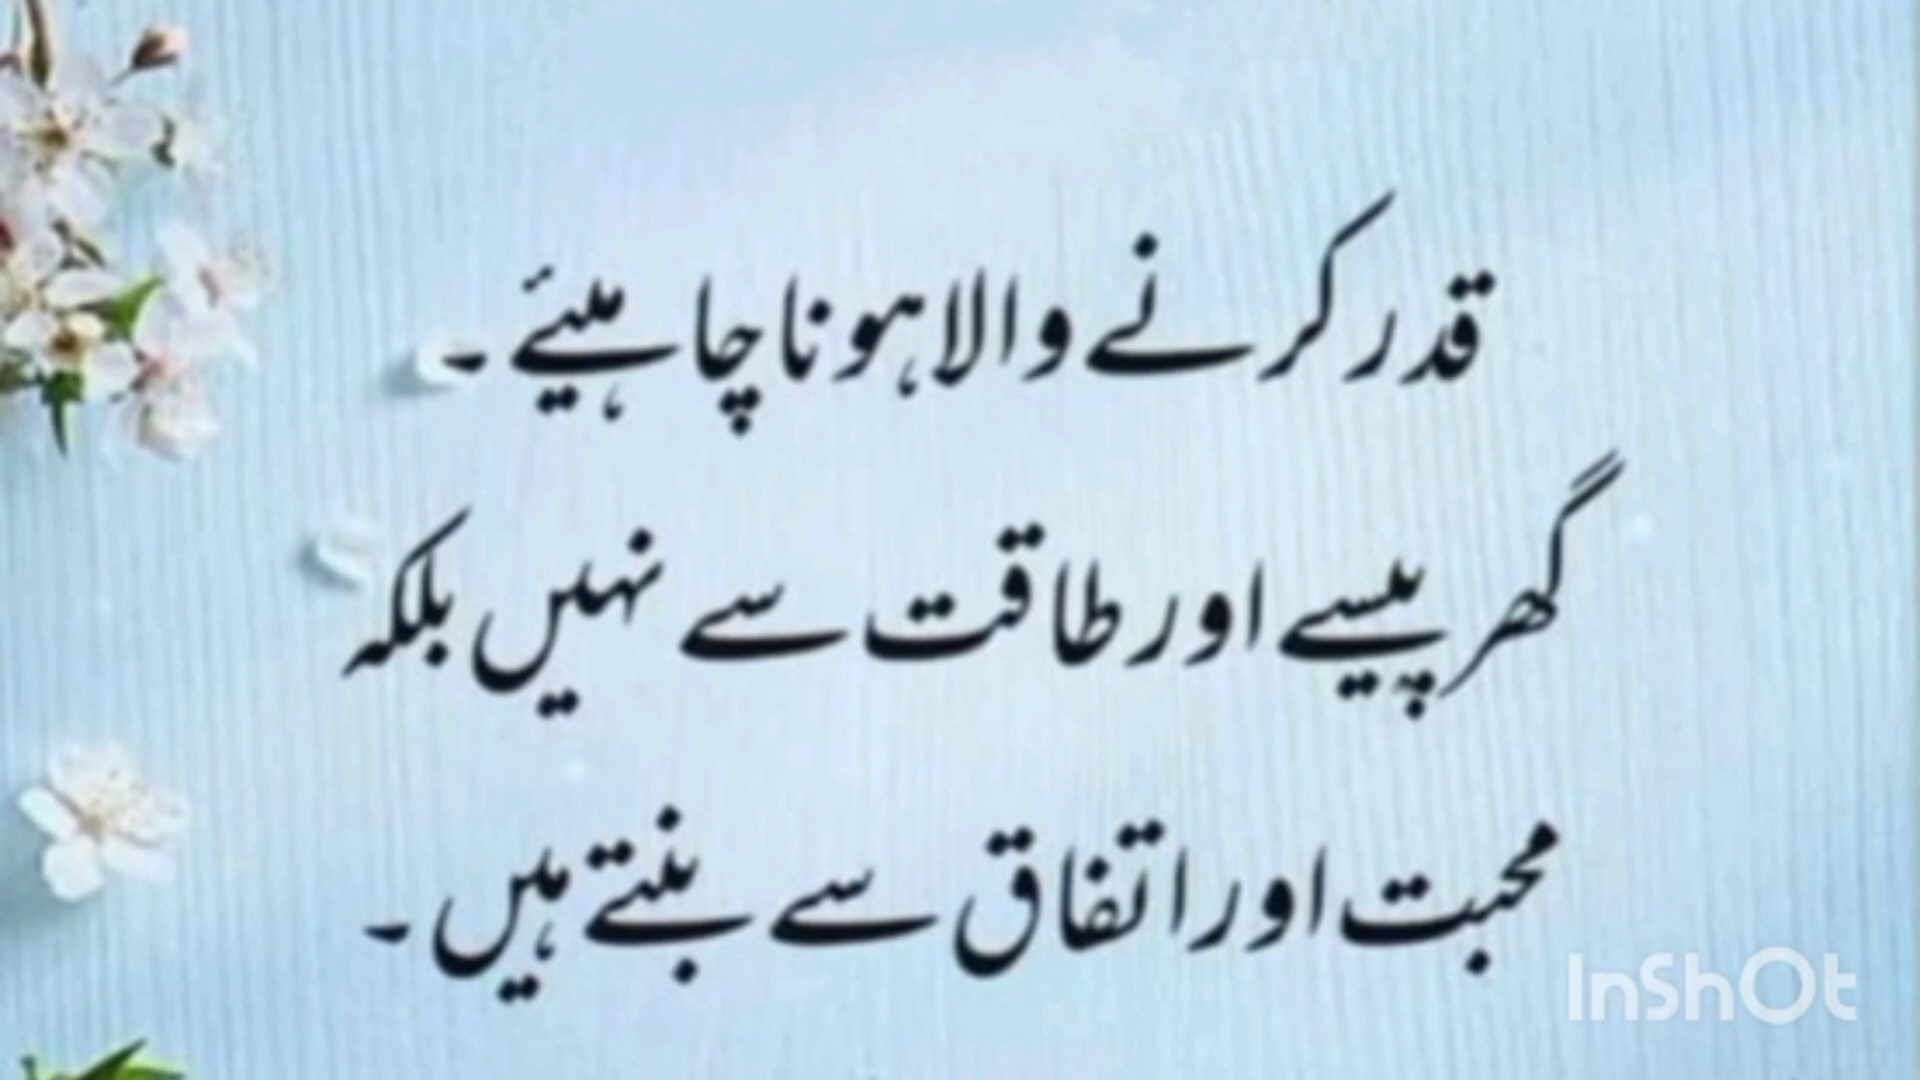 قدر کرنے والا ہونا چاہیئے۔
گھر پیسے اور طاقت سے نہیں بلکہ
محبت اور اتفاق سے بنتے ہیں۔
InShOt